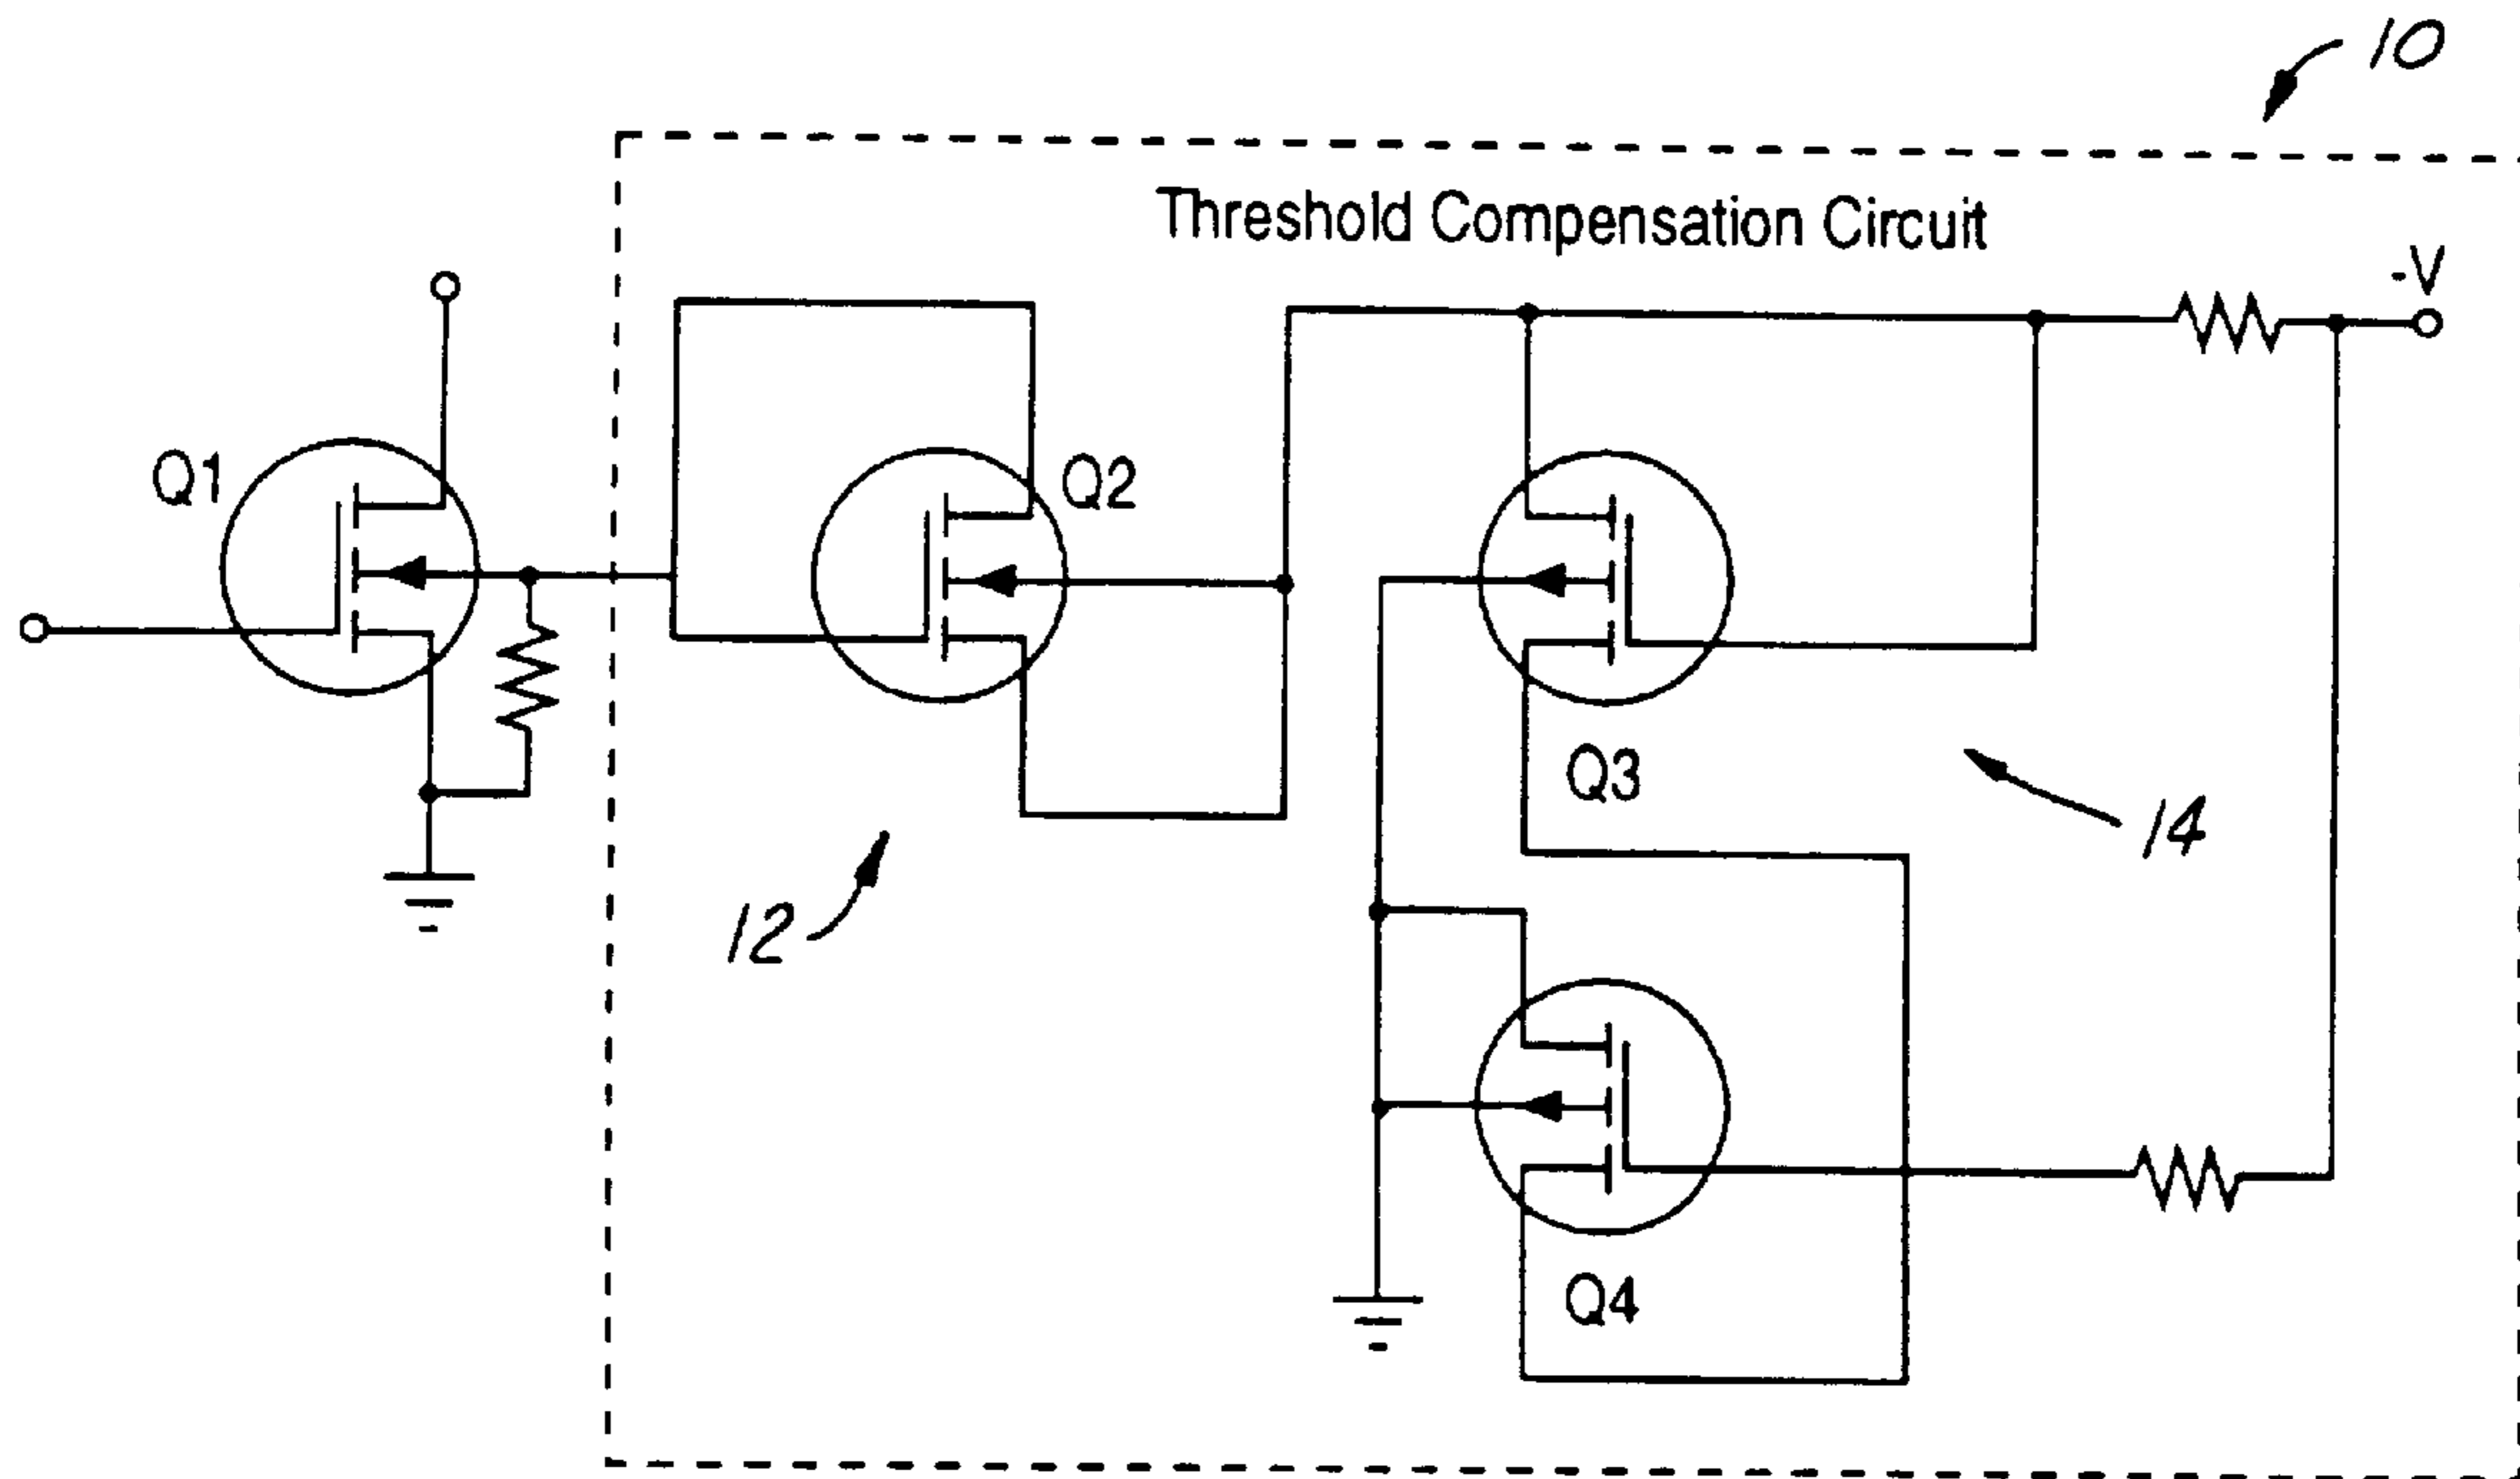 10
Threshold Compensation Circuit
-V
Q1
Q2
Q3
14
12
Q4